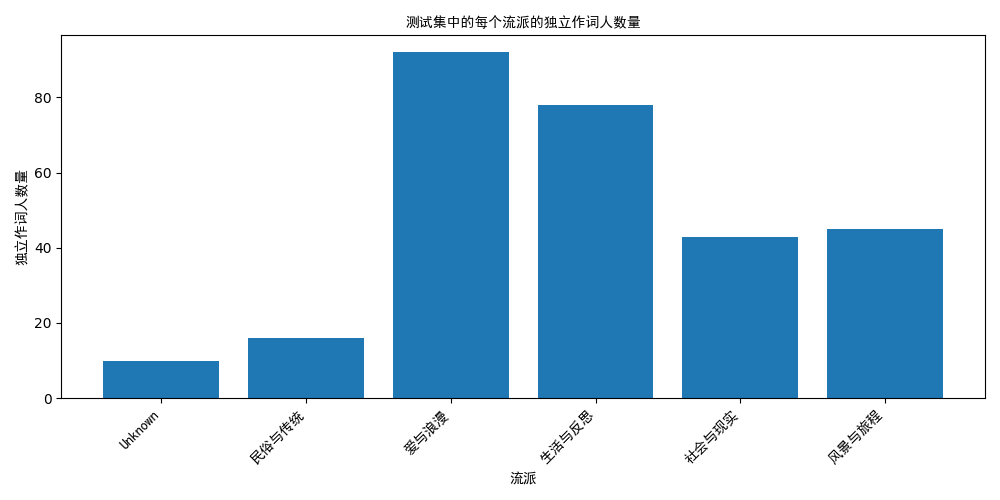 测试集中的每个流派的独立作词人数量
独立作词人数量
80
60
40
20
0
Unknown
民俗与传统
爱与浪漫
生活与反思
社会与现实
风景与旅程
流派